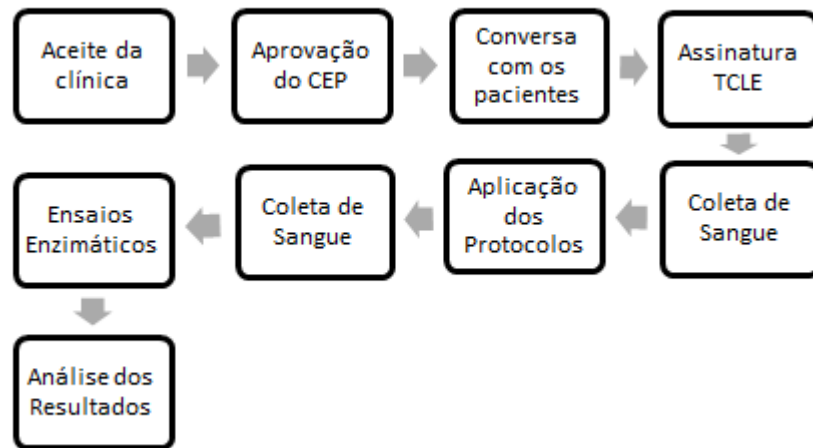 Aceite da
clínica
Aprovação
do CEP
Conversa
com os
pacientes
Assinatura
TCLE
Coleta de
Sangue
Aplicação
dos
Protocolos
Coleta de
Sangue
Ensaios
Enzimáticos
Análise dos
Resultados